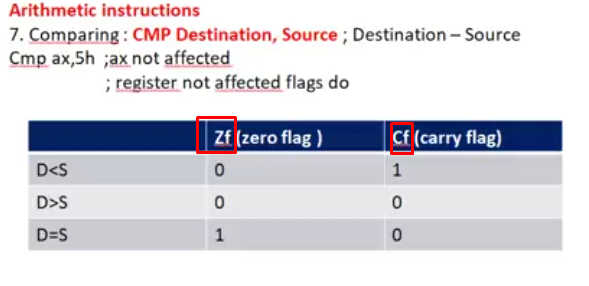 Arithmetic instructions
7. Comparing : CMP Destination, Source ; Destination – Source
Cmp ax,5h ;ax not affected
; register not affected flags do
Zf (zero flag ) Cf (carry flag)
D<S 0 1
D>S 0 0
D=S 1 0